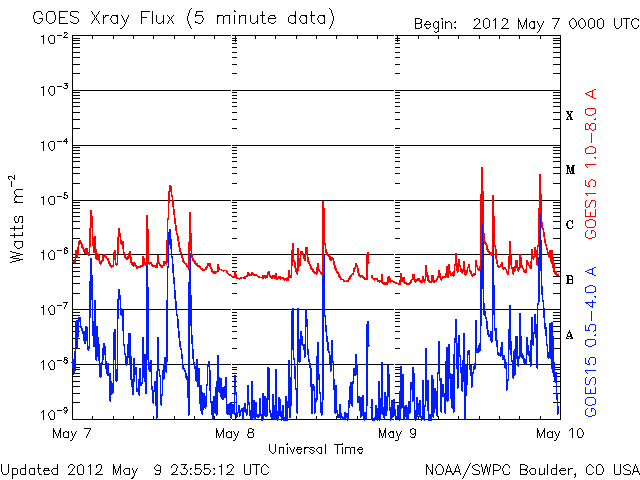 GOES Xray Flux (5 minute data)
Begin: 2012 May 7 0000 UTC
10⁻²
10⁻³
10⁻⁴
10⁻⁵
10⁻⁶
10⁻⁷
10⁻⁸
10⁻⁹
Watts m⁻²
X
M
C
B
A
GOES15 1.0-8.0 A
GOES15 0.5-4.0 A
May 7
May 8
May 9
May 10
Universal Time
Updated 2012 May 9 23:55:12 UTC
NOAA/SWPC Boulder, CO USA